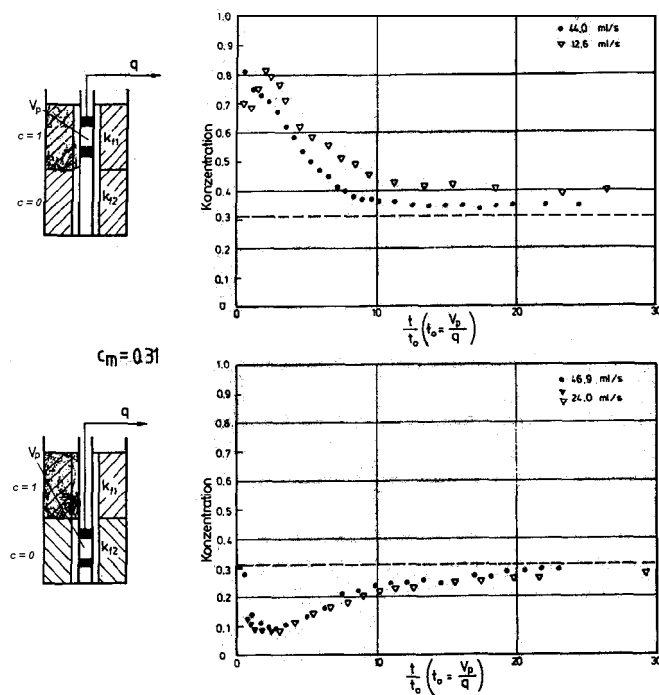 q
V_p
c=1
k_f1
c=0
k_f2
Konzentration
1.0
0.9
0.8
0.7
0.6
0.5
0.4
0.3
0.2
0.1
0
• 44,0 ml/s
▽ 12,6 ml/s
0
10
20
30
t/t_o (t_o = V_p/q)
c_m = 0.31
q
V_p
c=1
k_f1
c=0
k_f2
Konzentration
1.0
0.9
0.8
0.7
0.6
0.5
0.4
0.3
0.2
0.1
0
• 46,9 ml/s
▽ 24,0 ml/s
0
10
20
30
t/t_o (t_o = V_p/q)